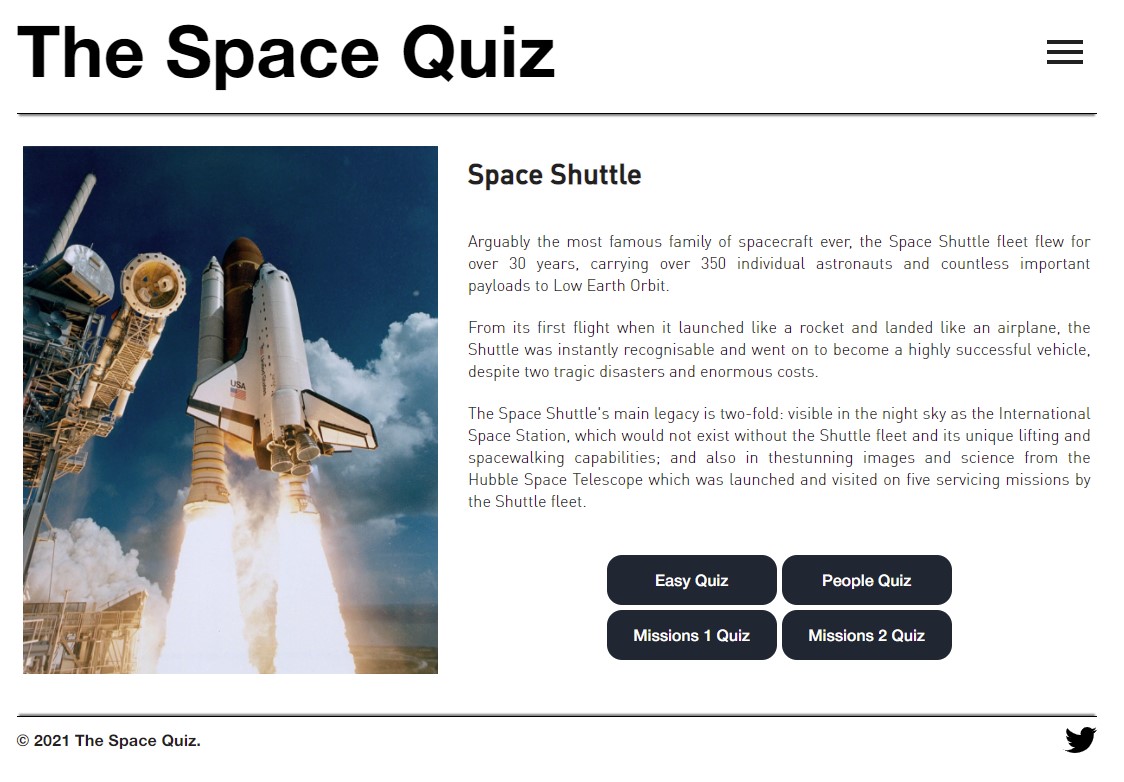 The Space Quiz
USA
Space Shuttle
Arguably the most famous family of spacecraft ever, the Space Shuttle fleet flew for
over 30 years, carrying over 350 individual astronauts and countless important
payloads to Low Earth Orbit.
From its first flight when it launched like a rocket and landed like an airplane, the
Shuttle was instantly recognisable and went on to become a highly successful vehicle,
despite two tragic disasters and enormous costs.
The Space Shuttle's main legacy is two-fold: visible in the night sky as the International
Space Station, which would not exist without the Shuttle fleet and its unique lifting and
spacewalking capabilities; and also in thestunning images and science from the
Hubble Space Telescope which was launched and visited on five servicing missions by
the Shuttle fleet.
Easy Quiz
People Quiz
Missions 1 Quiz
Missions 2 Quiz
© 2021 The Space Quiz.